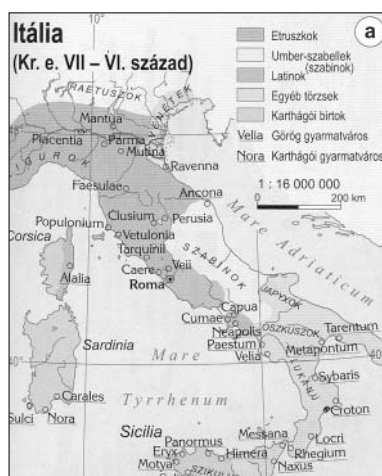 Itália
(Kr. e. VII – VI. század)
a
Etruszkok
Umber-szabellek
(szabinok)
Latinok
Egyéb törzsek
Karthágói birtok
Velia Görög gyarmatváros
Nora Karthágói gyarmatváros
1 : 16 000 000
0 200 km
10°
RAETUSZOK
Mantua
VENETEK
Placentia
Parma
Mutina
Ravenna
Faesulae
Ancona
Clusium
Perusia
Populonium
Vetulonia
Tarquinii
Corsica
Alalia
SZABINOK
Caere
Veii
Roma
Mare Adriaticum
JAPYXOK
Capua
Cumae
Neapolis
OSZKUSZOK
Tarentum
Paestum
Metapontum
Velia
40°
40°
Sardinia
Mare
Tyrrhenum
Sybaris
Croton
Carales
Sulci
Nora
Locri
Messana
Rhegium
Panormus
Eryx
Himera
Naxus
Motya
Sicilia